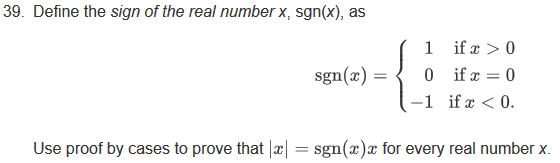 39. Define the sign of the real number x, sgn(x), as
1 if x > 0
sgn(x) = { 0 if x = 0
−1 if x < 0.
Use proof by cases to prove that |x| = sgn(x)x for every real number x.